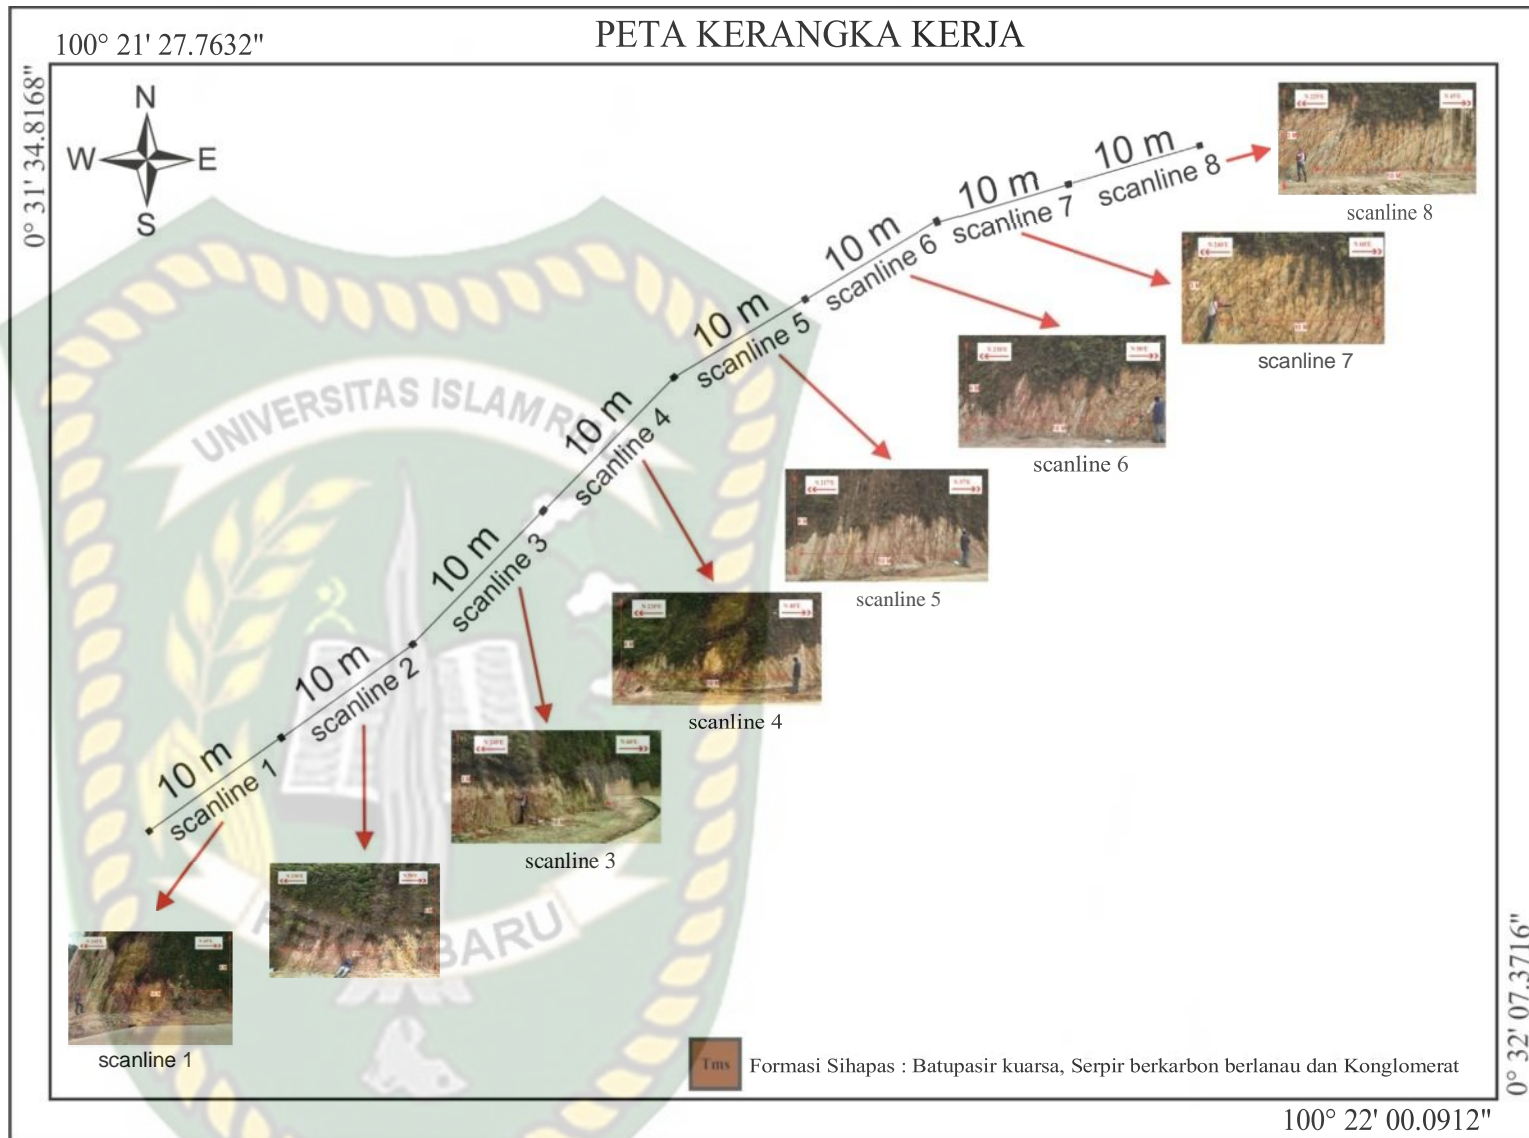 PETA KERANGKA KERJA
100° 21' 27.7632"
0° 31' 34.8168"
N
W E
S
10 m
scanline 8
10 m
scanline 7
10 m
scanline 6
10 m
scanline 5
10 m
scanline 4
10 m
scanline 3
10 m
scanline 2
10 m
scanline 1
scanline 8
scanline 7
scanline 6
scanline 5
scanline 4
scanline 3
scanline 1
UNIVERSITAS ISLAM
BARU
Tms
Formasi Sihapas : Batupasir kuarsa, Serpir berkarbon berlanau dan Konglomerat
0° 32' 07.3716"
100° 22' 00.0912"